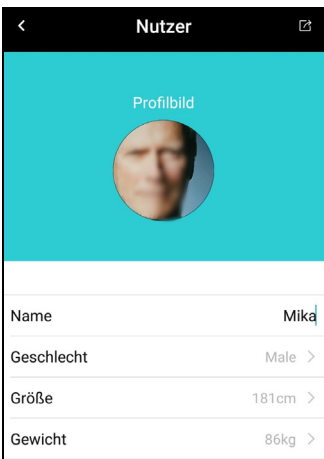 Nutzer
Profilbild
Name Mika
Geschlecht Male
Größe 181cm
Gewicht 86kg